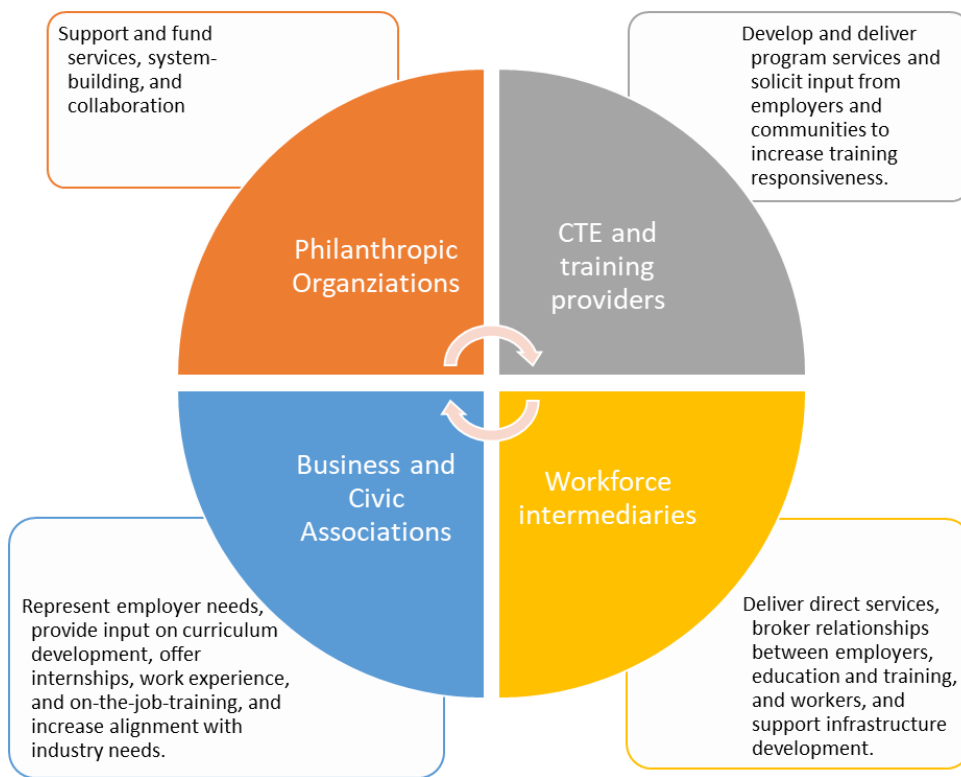 Support and fund
services, system-
building, and
collaboration
Develop and deliver
program services and
solicit input from
employers and
communities to
increase training
responsiveness.
Philanthropic
Organziations
CTE and
training
providers
Business and
Civic
Associations
Workforce
intermediaries
Represent employer needs,
provide input on curriculum
development, offer
internships, work experience,
and on-the-job-training, and
increase alignment with
industry needs.
Deliver direct services,
broker relationships
between employers,
education and training,
and workers, and
support infrastructure
development.